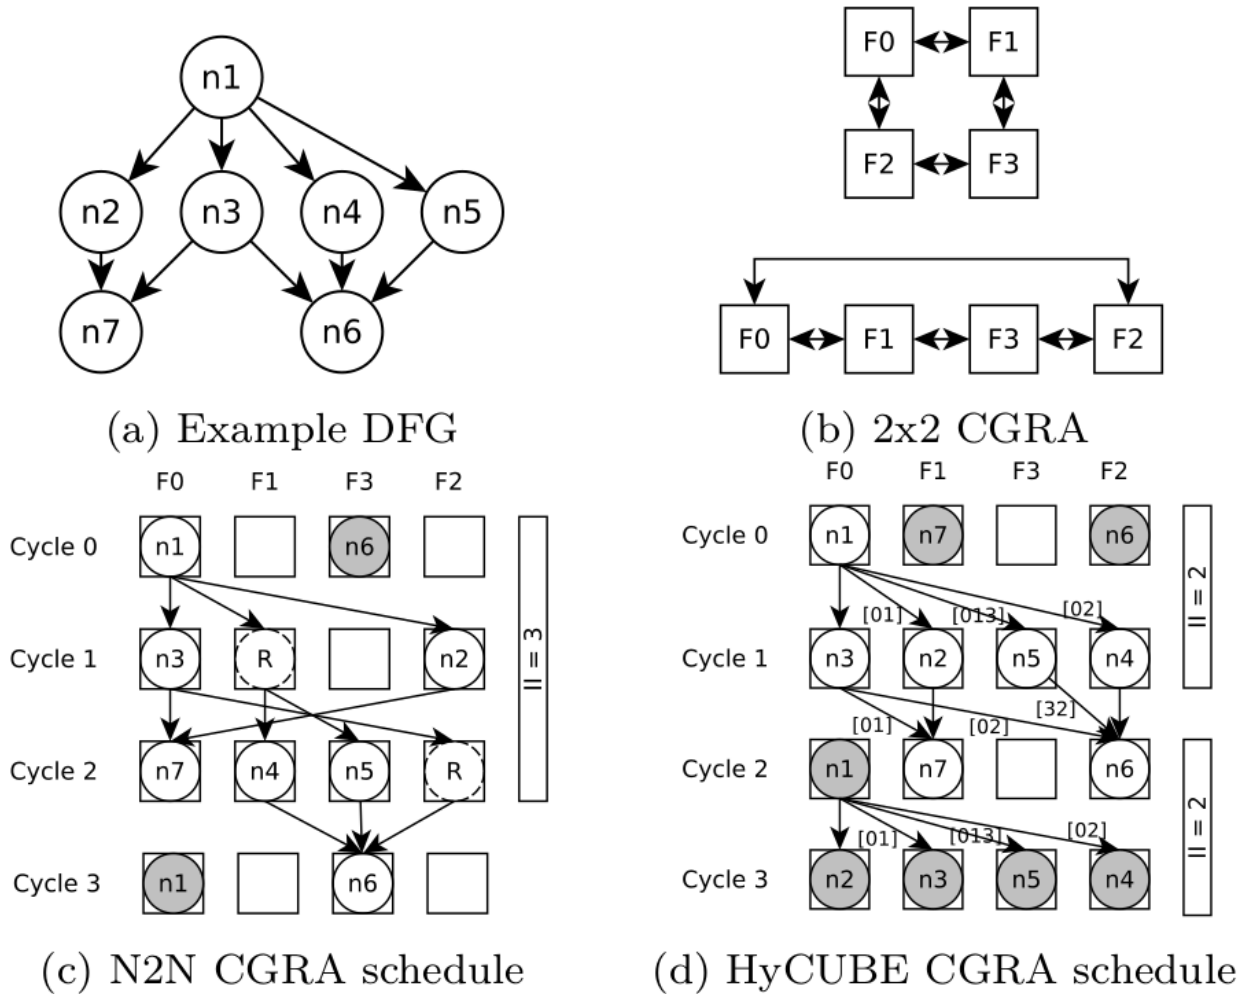 n1
n2 n3 n4 n5
n7 n6
(a) Example DFG
F0 F1
F2 F3
F0 F1 F3 F2
(b) 2x2 CGRA
F0 F1 F3 F2
Cycle 0 n1 n6
Cycle 1 n3 R n2
Cycle 2 n7 n4 n5 R
Cycle 3 n1 n6
II = 3
(c) N2N CGRA schedule
F0 F1 F3 F2
Cycle 0 n1 n7 n6
[01] [013] [02]
Cycle 1 n3 n2 n5 n4
II = 2
[01] [02] [32]
Cycle 2 n1 n7 n6
[01] [013] [02]
Cycle 3 n2 n3 n5 n4
II = 2
(d) HyCUBE CGRA schedule